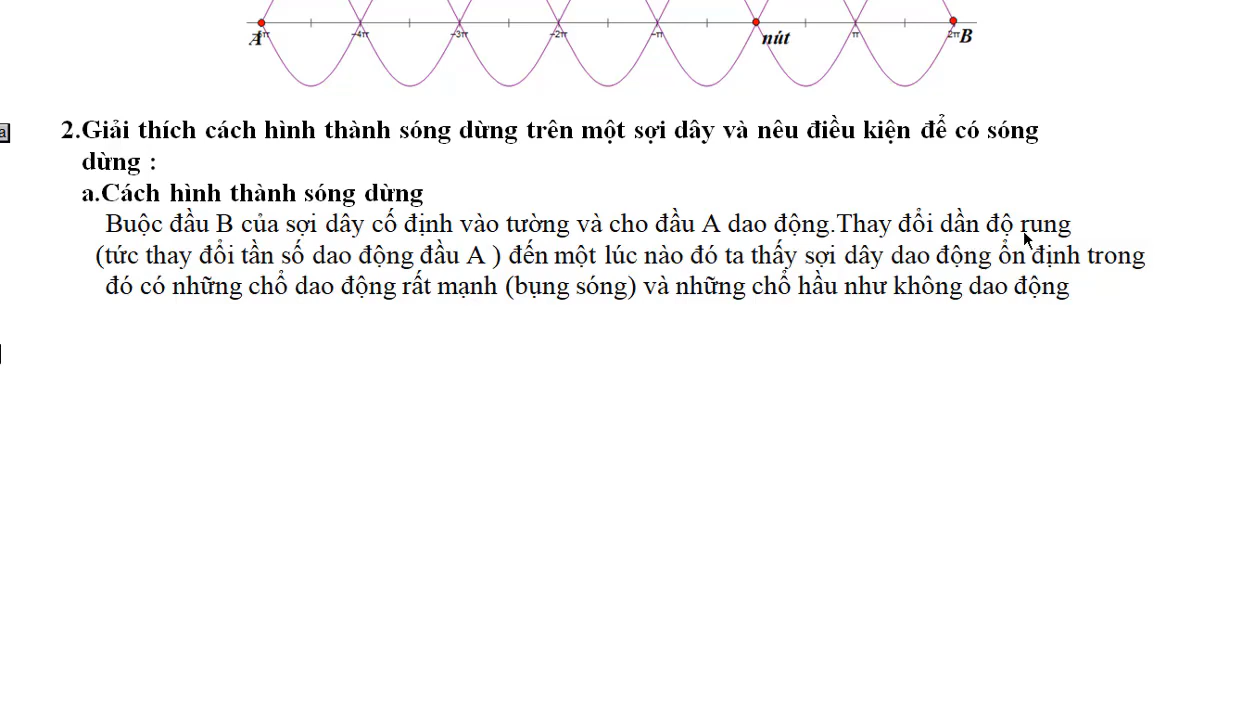 A -5π -4π -3π -2π -π nút π 2π B
a
2.Giải thích cách hình thành sóng dừng trên một sợi dây và nêu điều kiện để có sóng
dừng :
a.Cách hình thành sóng dừng
Buộc đầu B của sợi dây cố định vào tường và cho đầu A dao động.Thay đổi dần độ rung
(tức thay đổi tần số dao động đầu A ) đến một lúc nào đó ta thấy sợi dây dao động ổn định trong
đó có những chổ dao động rất mạnh (bụng sóng) và những chổ hầu như không dao động